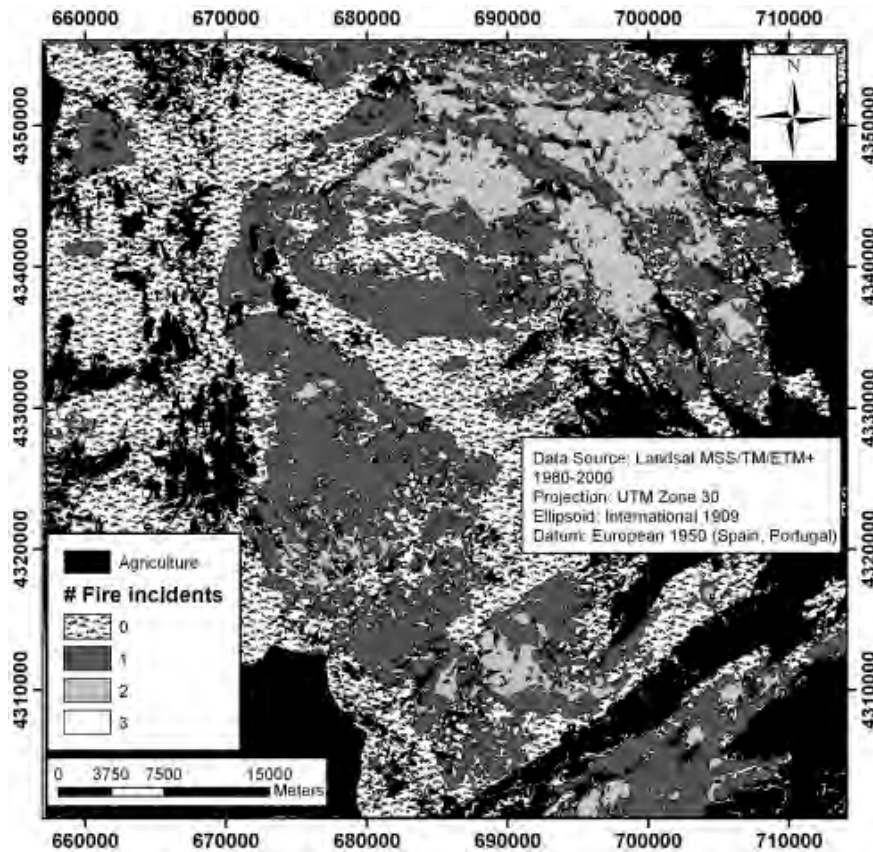 660000 670000 680000 690000 700000 710000
N
4350000
4340000
4330000
4320000
4310000
4350000
4340000
4330000
4320000
4310000
Data Source: Landsat MSS/TM/ETM+
1980-2000
Projection: UTM Zone 30
Ellipsoid: International 1909
Datum: European 1950 (Spain, Portugal)
Agriculture
# Fire incidents
0
1
2
3
0 3750 7500 15000
Meters
660000 670000 680000 690000 700000 710000